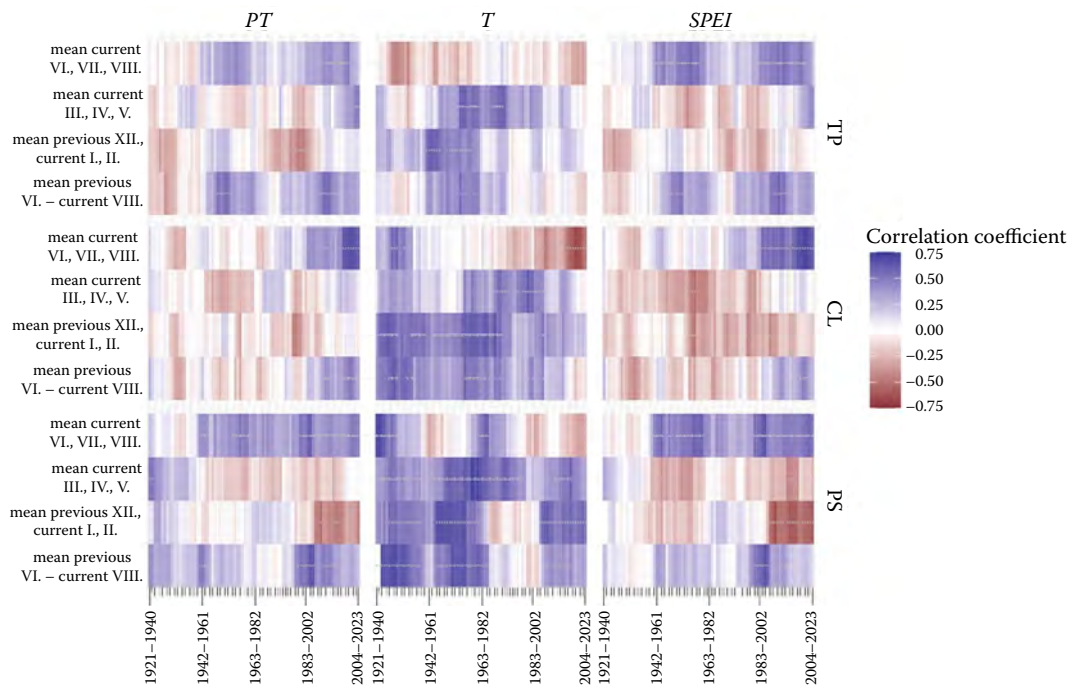 PT T SPEI
mean current
VI., VII., VIII.
mean current
III., IV., V.
mean previous XII.,
current I., II.
mean previous
VI. – current VIII.
TP
mean current
VI., VII., VIII.
mean current
III., IV., V.
mean previous XII.,
current I., II.
mean previous
VI. – current VIII.
CL
mean current
VI., VII., VIII.
mean current
III., IV., V.
mean previous XII.,
current I., II.
mean previous
VI. – current VIII.
PS
Correlation coefficient
0.75
0.50
0.25
0.00
–0.25
–0.50
–0.75
1921–1940
1942–1961
1963–1982
1983–2002
2004–2023
1921–1940
1942–1961
1963–1982
1983–2002
2004–2023
1921–1940
1942–1961
1963–1982
1983–2002
2004–2023